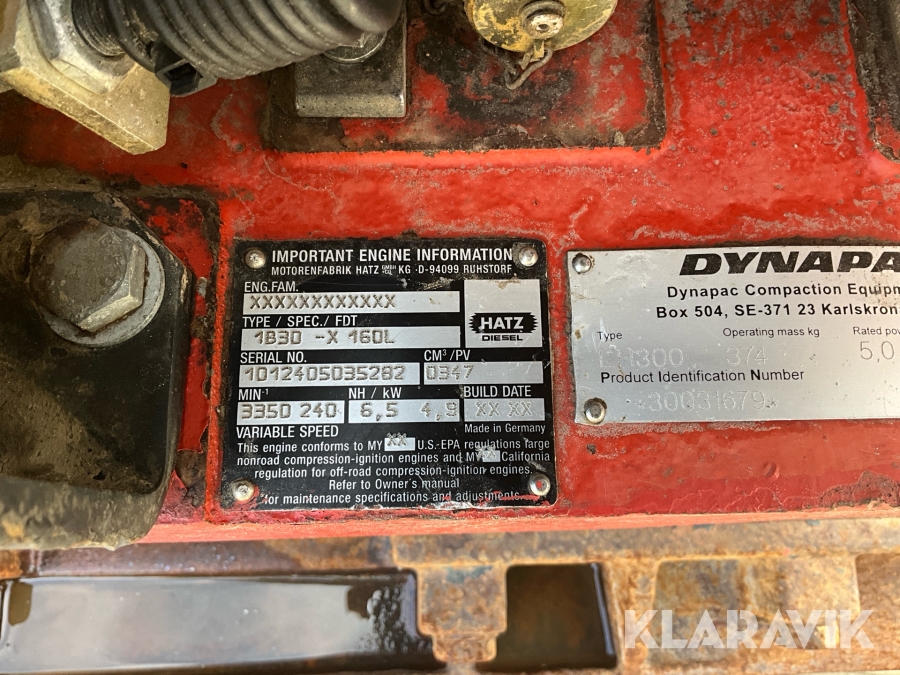 IMPORTANT ENGINE INFORMATION
MOTORENFABRIK HATZ GMBH CO. KG · D-94099 RUHSTORF
ENG.FAM.
XXXXXXXXXXXX
TYPE / SPEC./ FDT
1B30 -X 160L
HATZ
DIESEL
SERIAL NO. CM³/PV
1012405035282 0347
MIN⁻¹ NH / kW BUILD DATE
3350 240 6,5 4,9 XX XX
VARIABLE SPEED Made in Germany
This engine conforms to MY XX U.S.-EPA regulations large
nonroad compression-ignition engines and MY XX California
regulation for off-road compression-ignition engines.
Refer to Owner's manual
for maintenance specifications and adjustments
DYNAPA
Dynapac Compaction Equipm
Box 504, SE-371 23 Karlskron
Type Operating mass kg Rated po
374 5,0
Product Identification Number
KLARAVIK